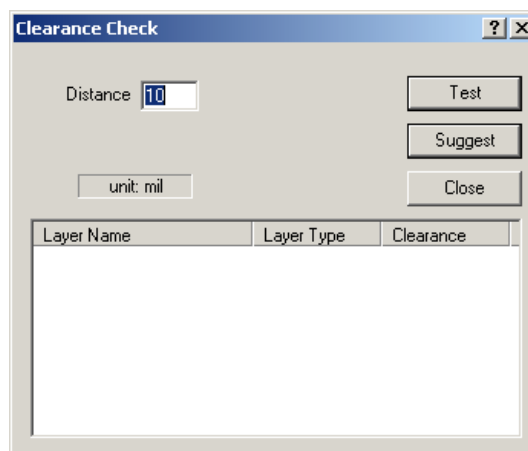 Clearance Check
Distance 10
Test
Suggest
unit: mil
Close
Layer Name Layer Type Clearance